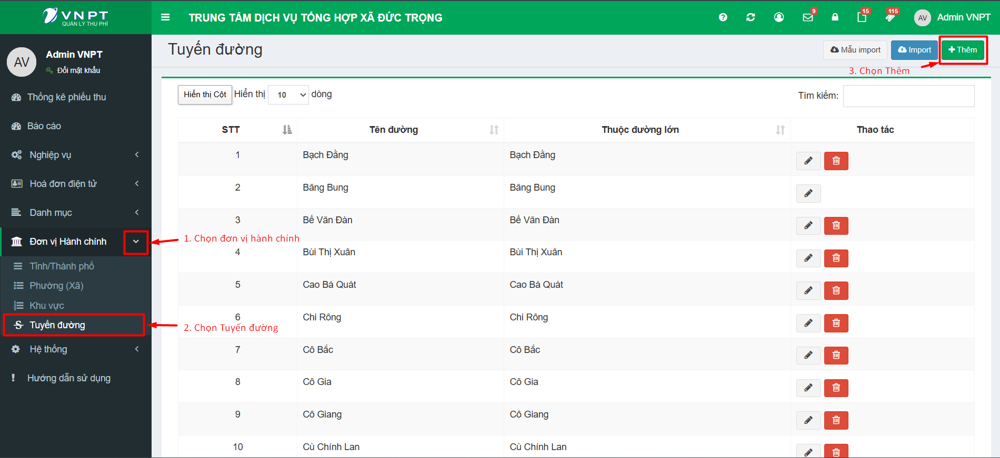 VNPT
QUẢN LÝ THU PHÍ
TRUNG TÂM DỊCH VỤ TỔNG HỢP XÃ ĐỨC TRỌNG
9
15
115
AV
Admin VNPT
AV
Admin VNPT
Đổi mật khẩu
Thống kê phiếu thu
Báo cáo
Nghiệp vụ
Hoá đơn điện tử
Danh mục
Đơn vị Hành chính
Tỉnh/Thành phố
Phường (Xã)
Khu vực
Tuyến đường
Hệ thống
Hướng dẫn sử dụng
1. Chọn đơn vị hành chính
2. Chọn Tuyến đường
Tuyến đường
Mẫu import
Import
Thêm
3. Chọn Thêm
Hiển thị Cột
Hiển thị 10 dòng
Tìm kiếm:
STT Tên đường Thuộc đường lớn Thao tác
1 Bạch Đằng Bạch Đằng
2 Băng Bung Băng Bung
3 Bế Văn Đàn Bế Văn Đàn
4 Bùi Thị Xuân Bùi Thị Xuân
5 Cao Bá Quát Cao Bá Quát
6 Chi Rông Chi Rông
7 Cô Bắc Cô Bắc
8 Cô Gia Cô Gia
9 Cô Giang Cô Giang
10 Cù Chính Lan Cù Chính Lan